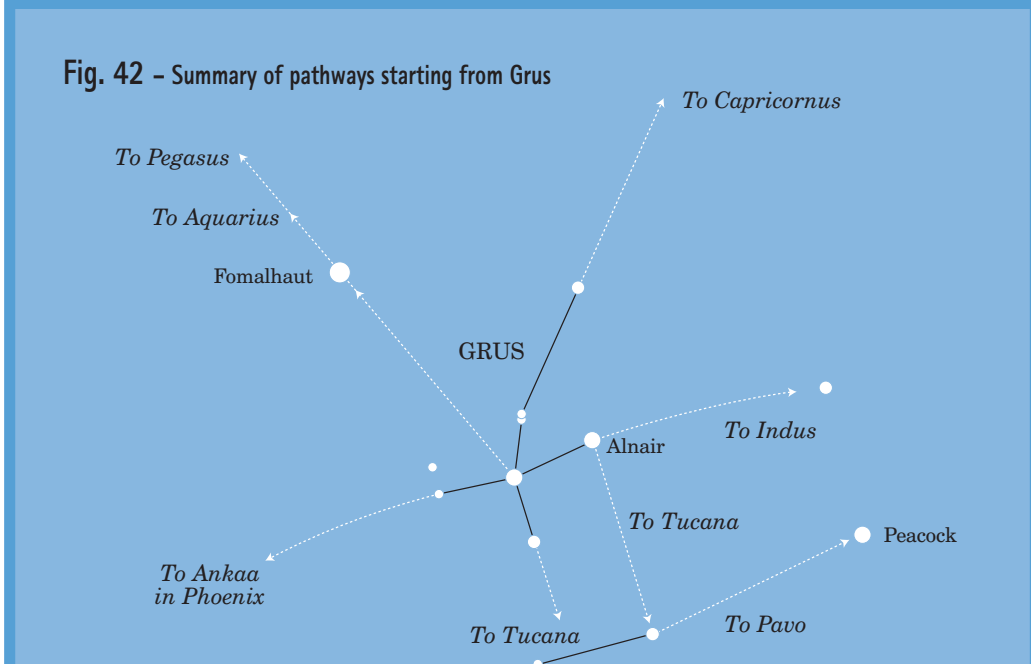 Fig. 42 – Summary of pathways starting from Grus
To Capricornus
To Pegasus
To Aquarius
Fomalhaut
GRUS
To Indus
Alnair
To Tucana
Peacock
To Ankaa
in Phoenix
To Tucana
To Pavo